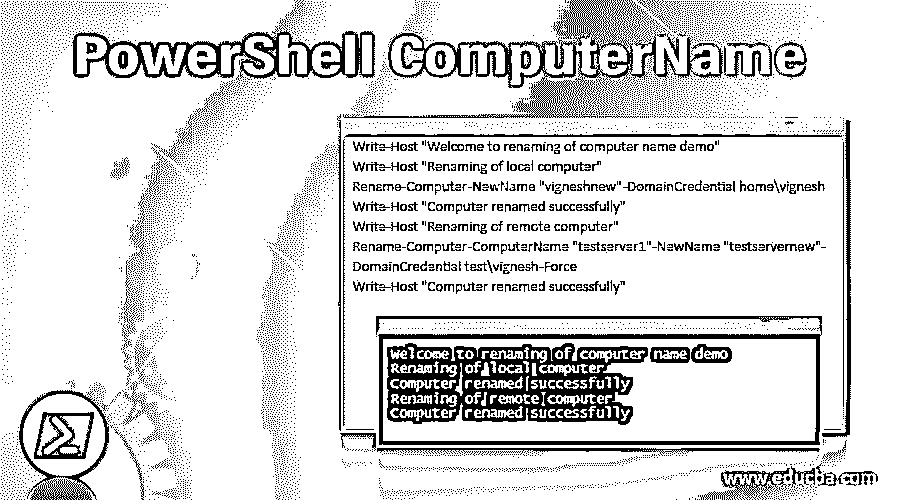 PowerShell ComputerName
Write-Host "Welcome to renaming of computer name demo"
Write-Host "Renaming of local computer"
Rename-Computer-NewName "vigneshnew"-DomainCredential home\vignesh
Write-Host "Computer renamed successfully"
Write-Host "Renaming of remote computer"
Rename-Computer-ComputerName "testserver1"-NewName "testservernew"-
DomainCredential test\vignesh-Force
Write-Host "Computer renamed successfully"
Welcome to renaming of computer name demo
Renaming of local computer
Computer renamed successfully
Renaming of remote computer
Computer renamed successfully
www.educba.com